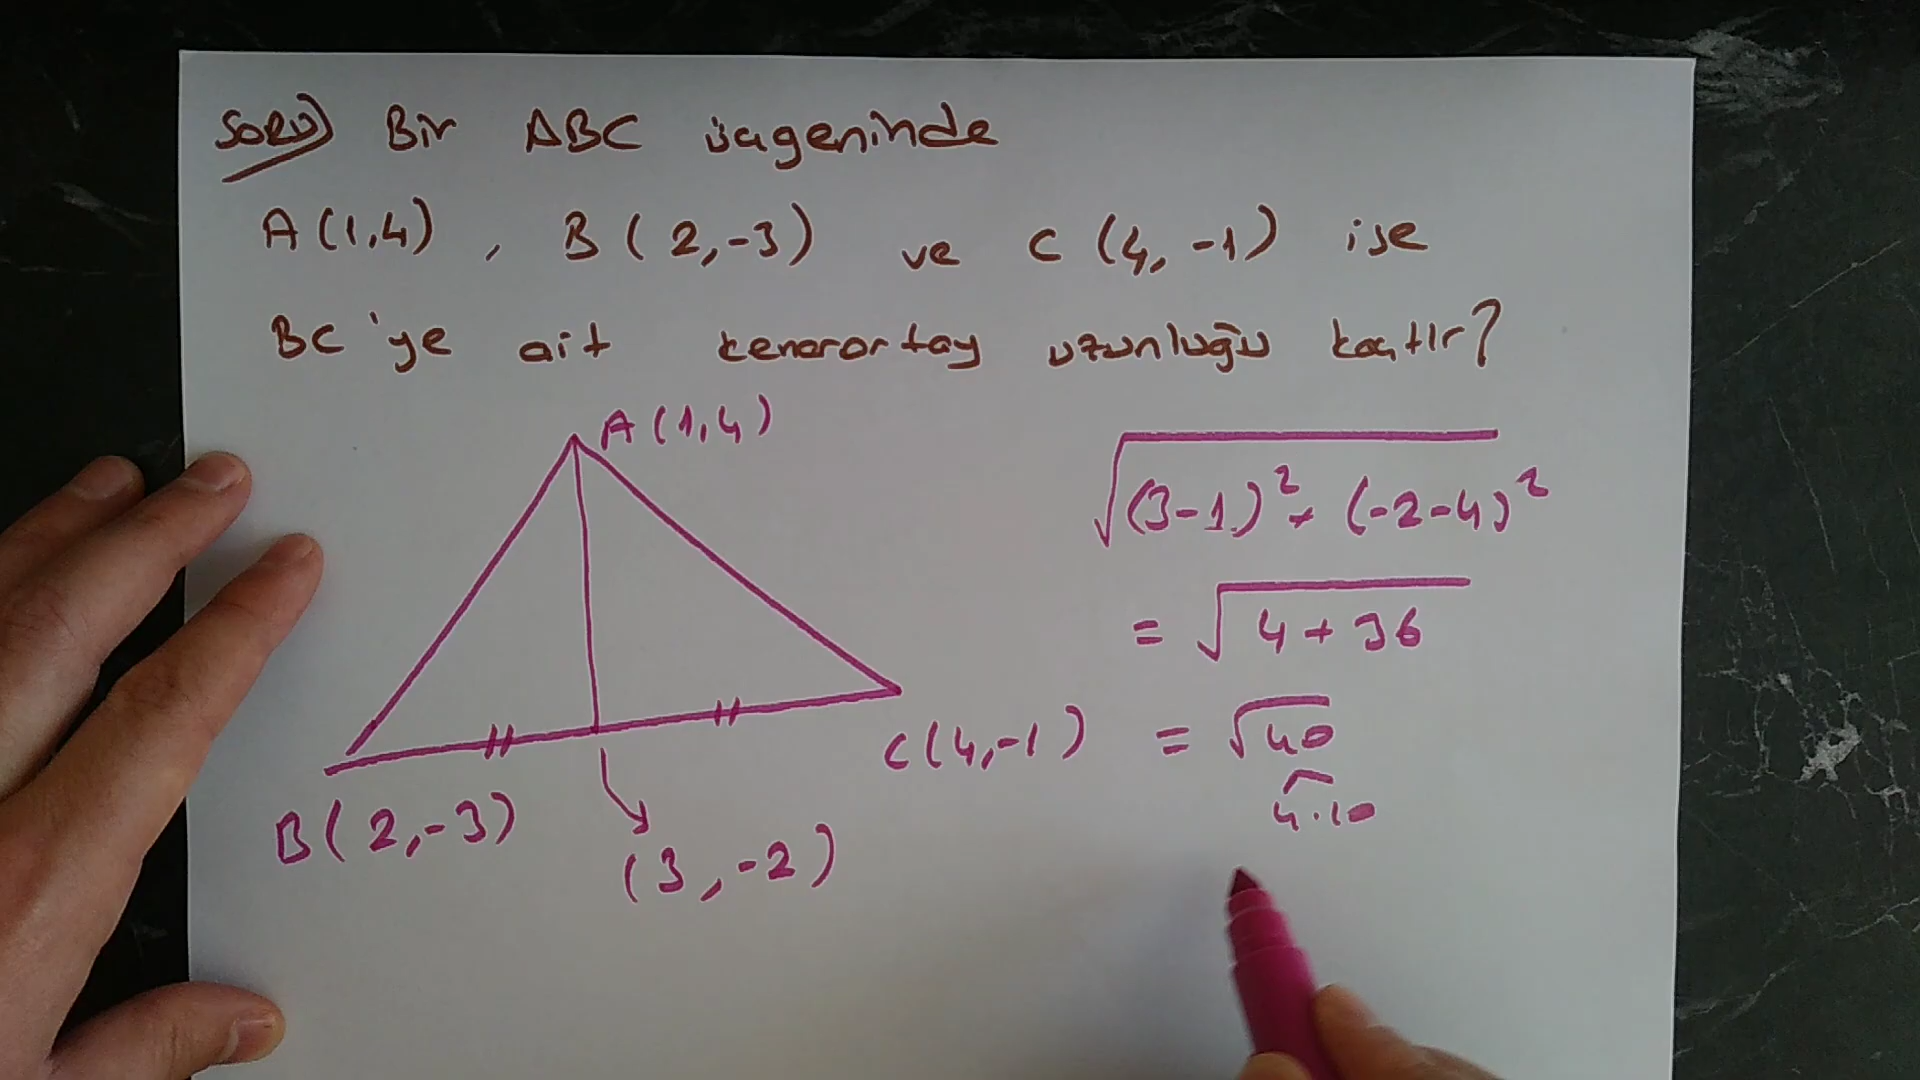 SORU) Bir ABC üçgeninde
A(1,4) , B(2,-3) ve C(4,-1) ise
BC'ye ait kenarortay uzunluğu kaçtır?
A(1,4)
B(2,-3)
(3,-2)
C(4,-1)
√(3-1)² + (-2-4)²
= √4+36
= √40
4.10